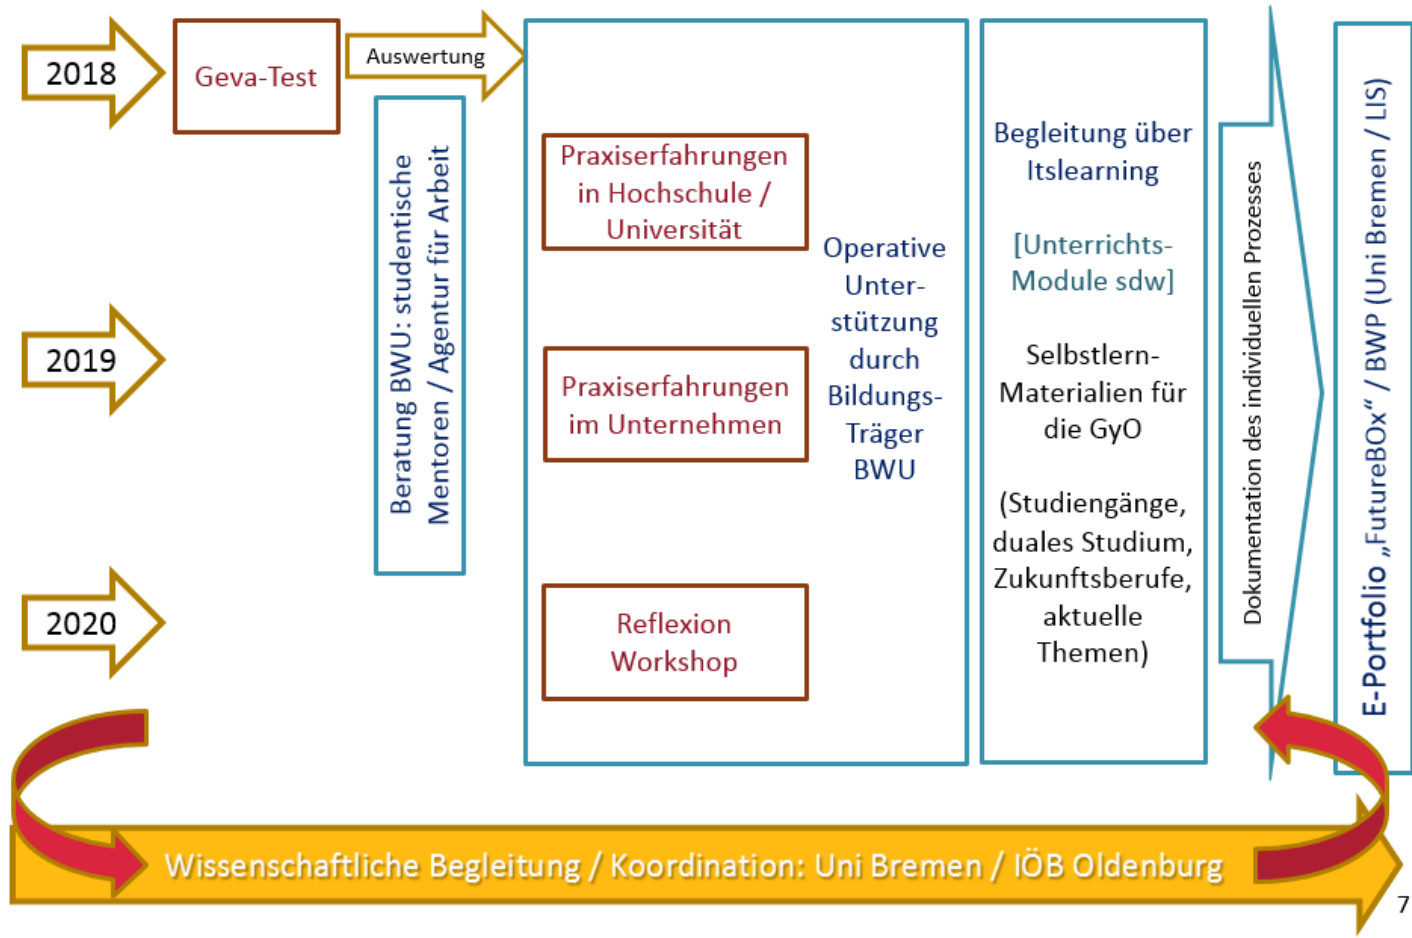 2018
Geva-Test
Auswertung
Beratung BWU: studentische
Mentoren / Agentur für Arbeit
2019
2020
Praxiserfahrungen
in Hochschule /
Universität
Praxiserfahrungen
im Unternehmen
Reflexion
Workshop
Operative
Unter-
stützung
durch
Bildungs-
Träger
BWU
Begleitung über
Itslearning
[Unterrichts-
Module sdw]
Selbstlern-
Materialien für
die GyO
(Studiengänge,
duales Studium,
Zukunftsberufe,
aktuelle
Themen)
Dokumentation des individuellen Prozesses
E-Portfolio „FutureBOx“ / BWP (Uni Bremen / LIS)
Wissenschaftliche Begleitung / Koordination: Uni Bremen / IÖB Oldenburg
7